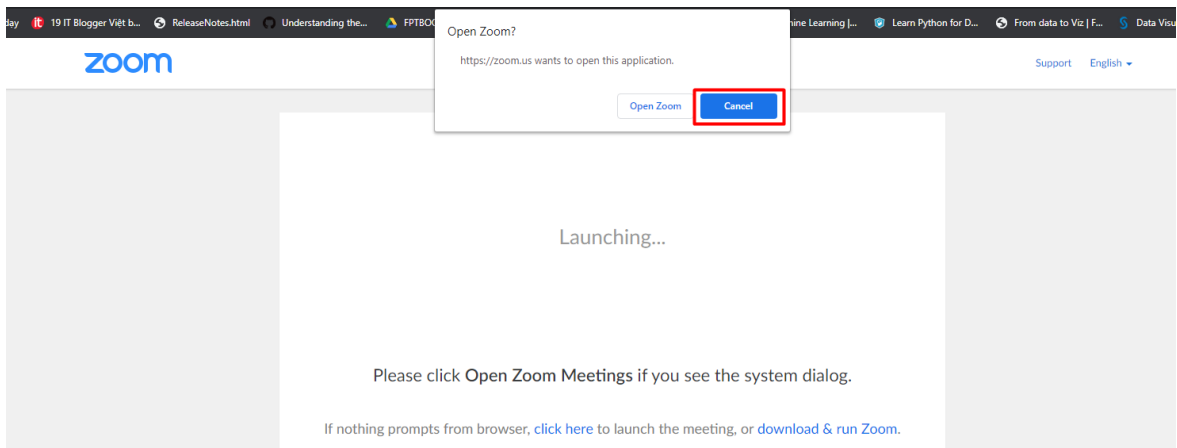 day 19 IT Blogger Việt b... ReleaseNotes.html Understanding the... FPTBOO Learning |... Learn Python for D... From data to Viz | F... Data Visu
Open Zoom?
https://zoom.us wants to open this application.
Open Zoom Cancel
zoom Support English
Launching...
Please click Open Zoom Meetings if you see the system dialog.
If nothing prompts from browser, click here to launch the meeting, or download & run Zoom.